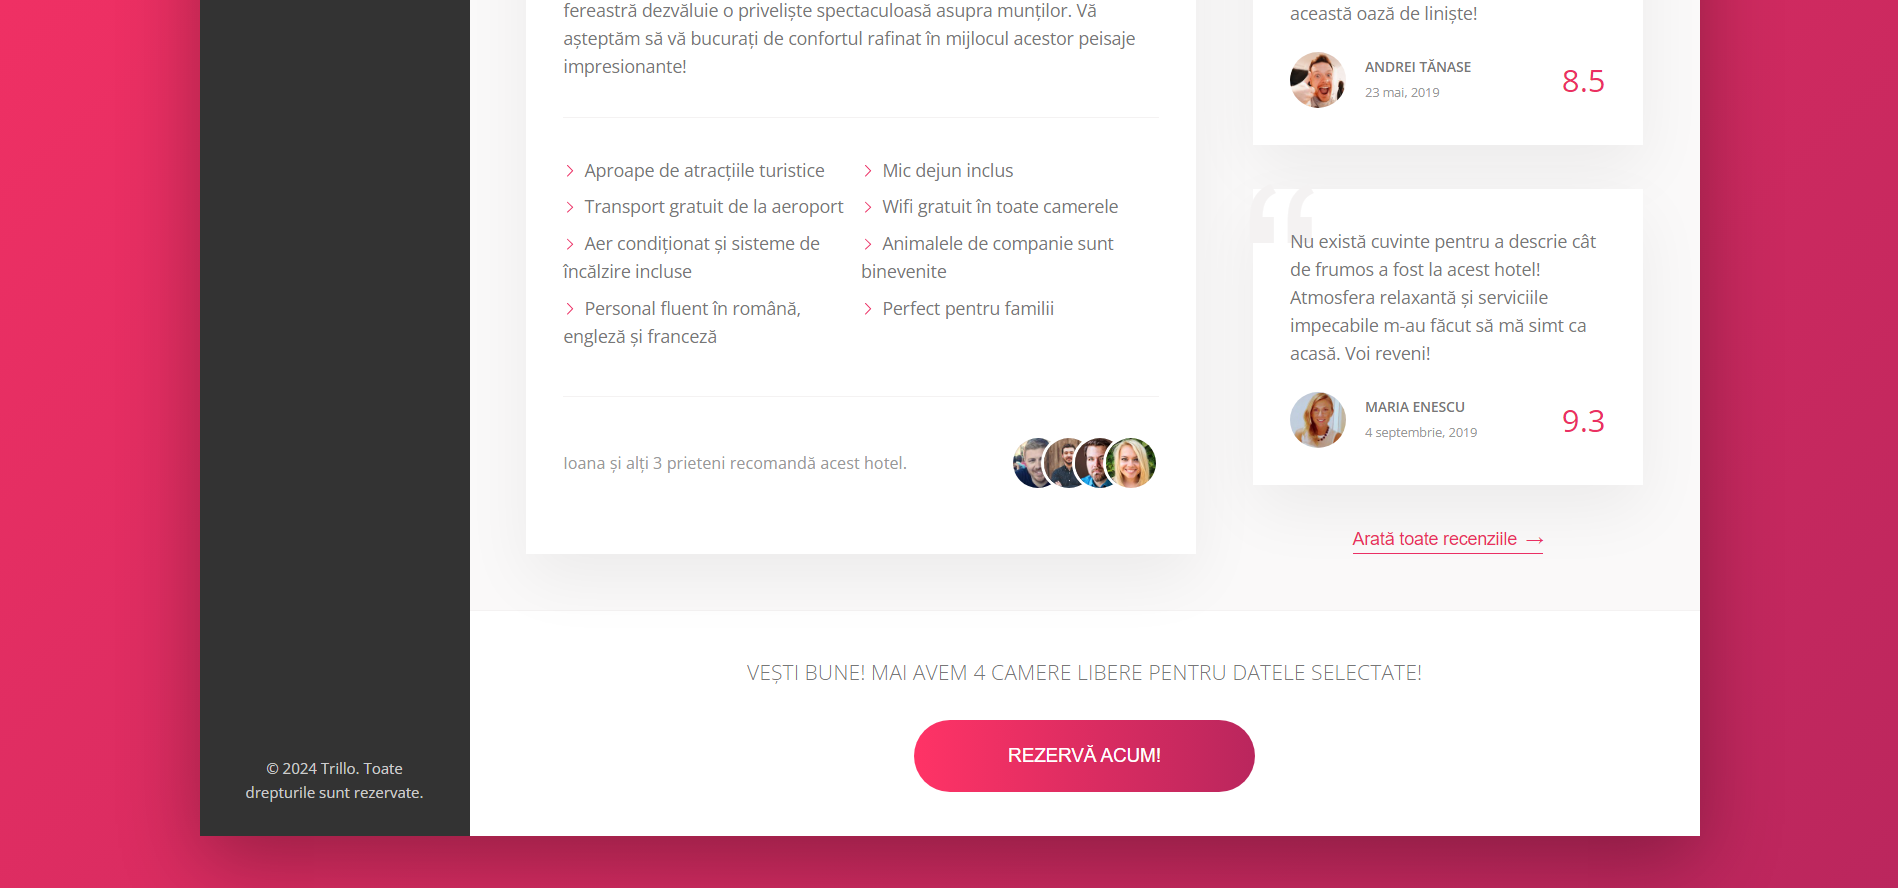 fereastră dezvăluie o priveliște spectaculoasă asupra munților. Vă
așteptăm să vă bucurați de confortul rafinat în mijlocul acestor peisaje
impresionante!
Aproape de atracțiile turistice
Mic dejun inclus
Transport gratuit de la aeroport
Wifi gratuit în toate camerele
Aer condiționat și sisteme de
încălzire incluse
Animalele de companie sunt
binevenite
Personal fluent în română,
engleză și franceză
Perfect pentru familii
Ioana și alți 3 prieteni recomandă acest hotel.
această oază de liniște!
ANDREI TĂNASE
23 mai, 2019
8.5
“
Nu există cuvinte pentru a descrie cât
de frumos a fost la acest hotel!
Atmosfera relaxantă și serviciile
impecabile m-au făcut să mă simt ca
acasă. Voi reveni!
MARIA ENESCU
4 septembrie, 2019
9.3
Arată toate recenziile →
VEȘTI BUNE! MAI AVEM 4 CAMERE LIBERE PENTRU DATELE SELECTATE!
REZERVĂ ACUM!
© 2024 Trillo. Toate
drepturile sunt rezervate.